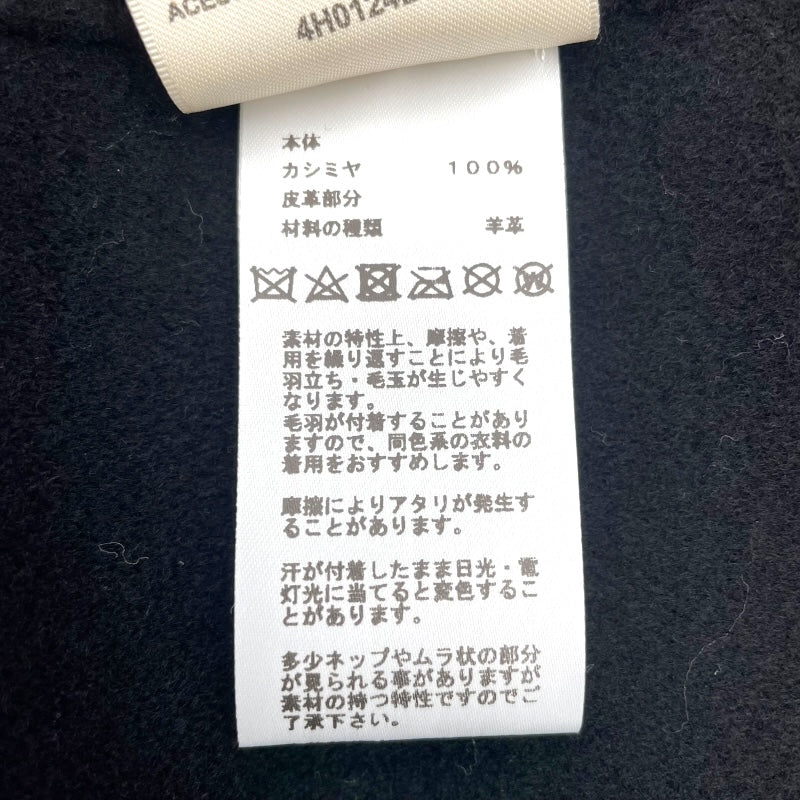 4H0124
本体
カシミヤ 100%
皮革部分
材料の種類 羊革
素材の特性上、摩擦や、着
用を繰り返すことにより毛
羽立ち・毛玉が生じやすく
なります。
毛羽が付着することがあり
ますので、同色系の衣料の
着用をおすすめします。
摩擦によりアタリが発生す
ることがあります。
汗が付着したまま日光・電
灯光に当てると変色するこ
とがあります。
多少ネップやムラ状の部分
が見られる事がありますが
素材の持つ特性ですのでご
了承下さい。